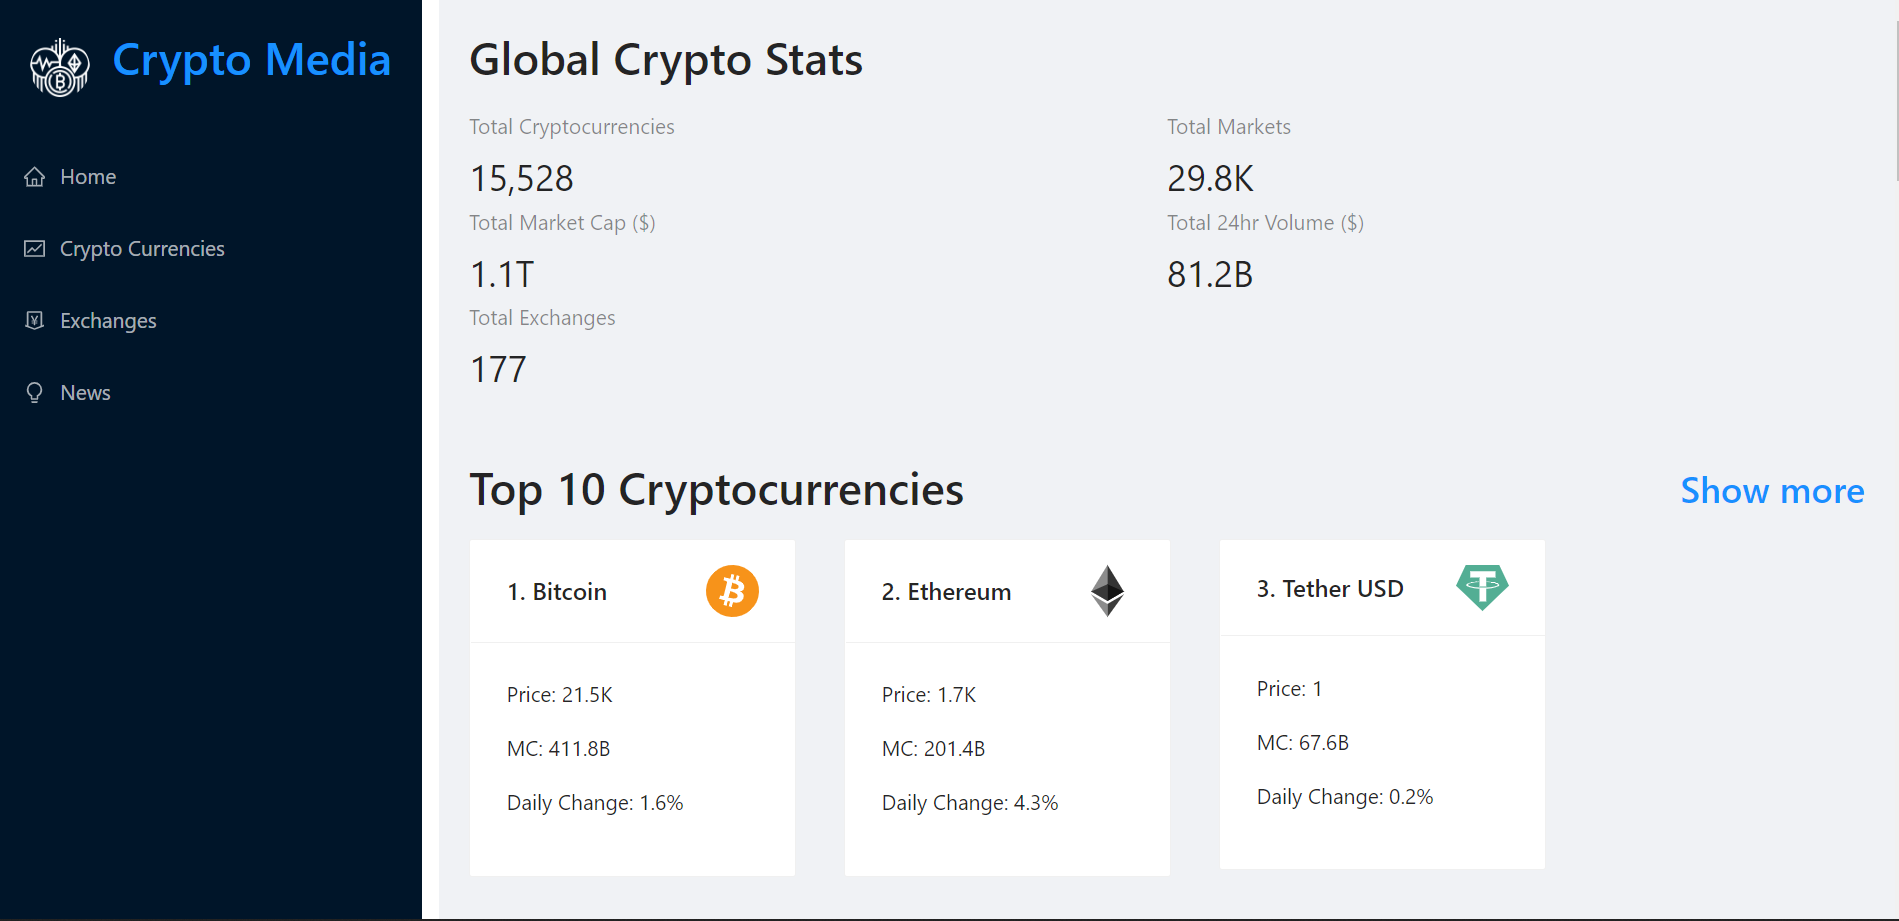 Crypto Media
Home
Crypto Currencies
Exchanges
News
Global Crypto Stats
Total Cryptocurrencies
15,528
Total Markets
29.8K
Total Market Cap ($)
1.1T
Total 24hr Volume ($)
81.2B
Total Exchanges
177
Top 10 Cryptocurrencies
Show more
1. Bitcoin
Price: 21.5K
MC: 411.8B
Daily Change: 1.6%
2. Ethereum
Price: 1.7K
MC: 201.4B
Daily Change: 4.3%
3. Tether USD
Price: 1
MC: 67.6B
Daily Change: 0.2%